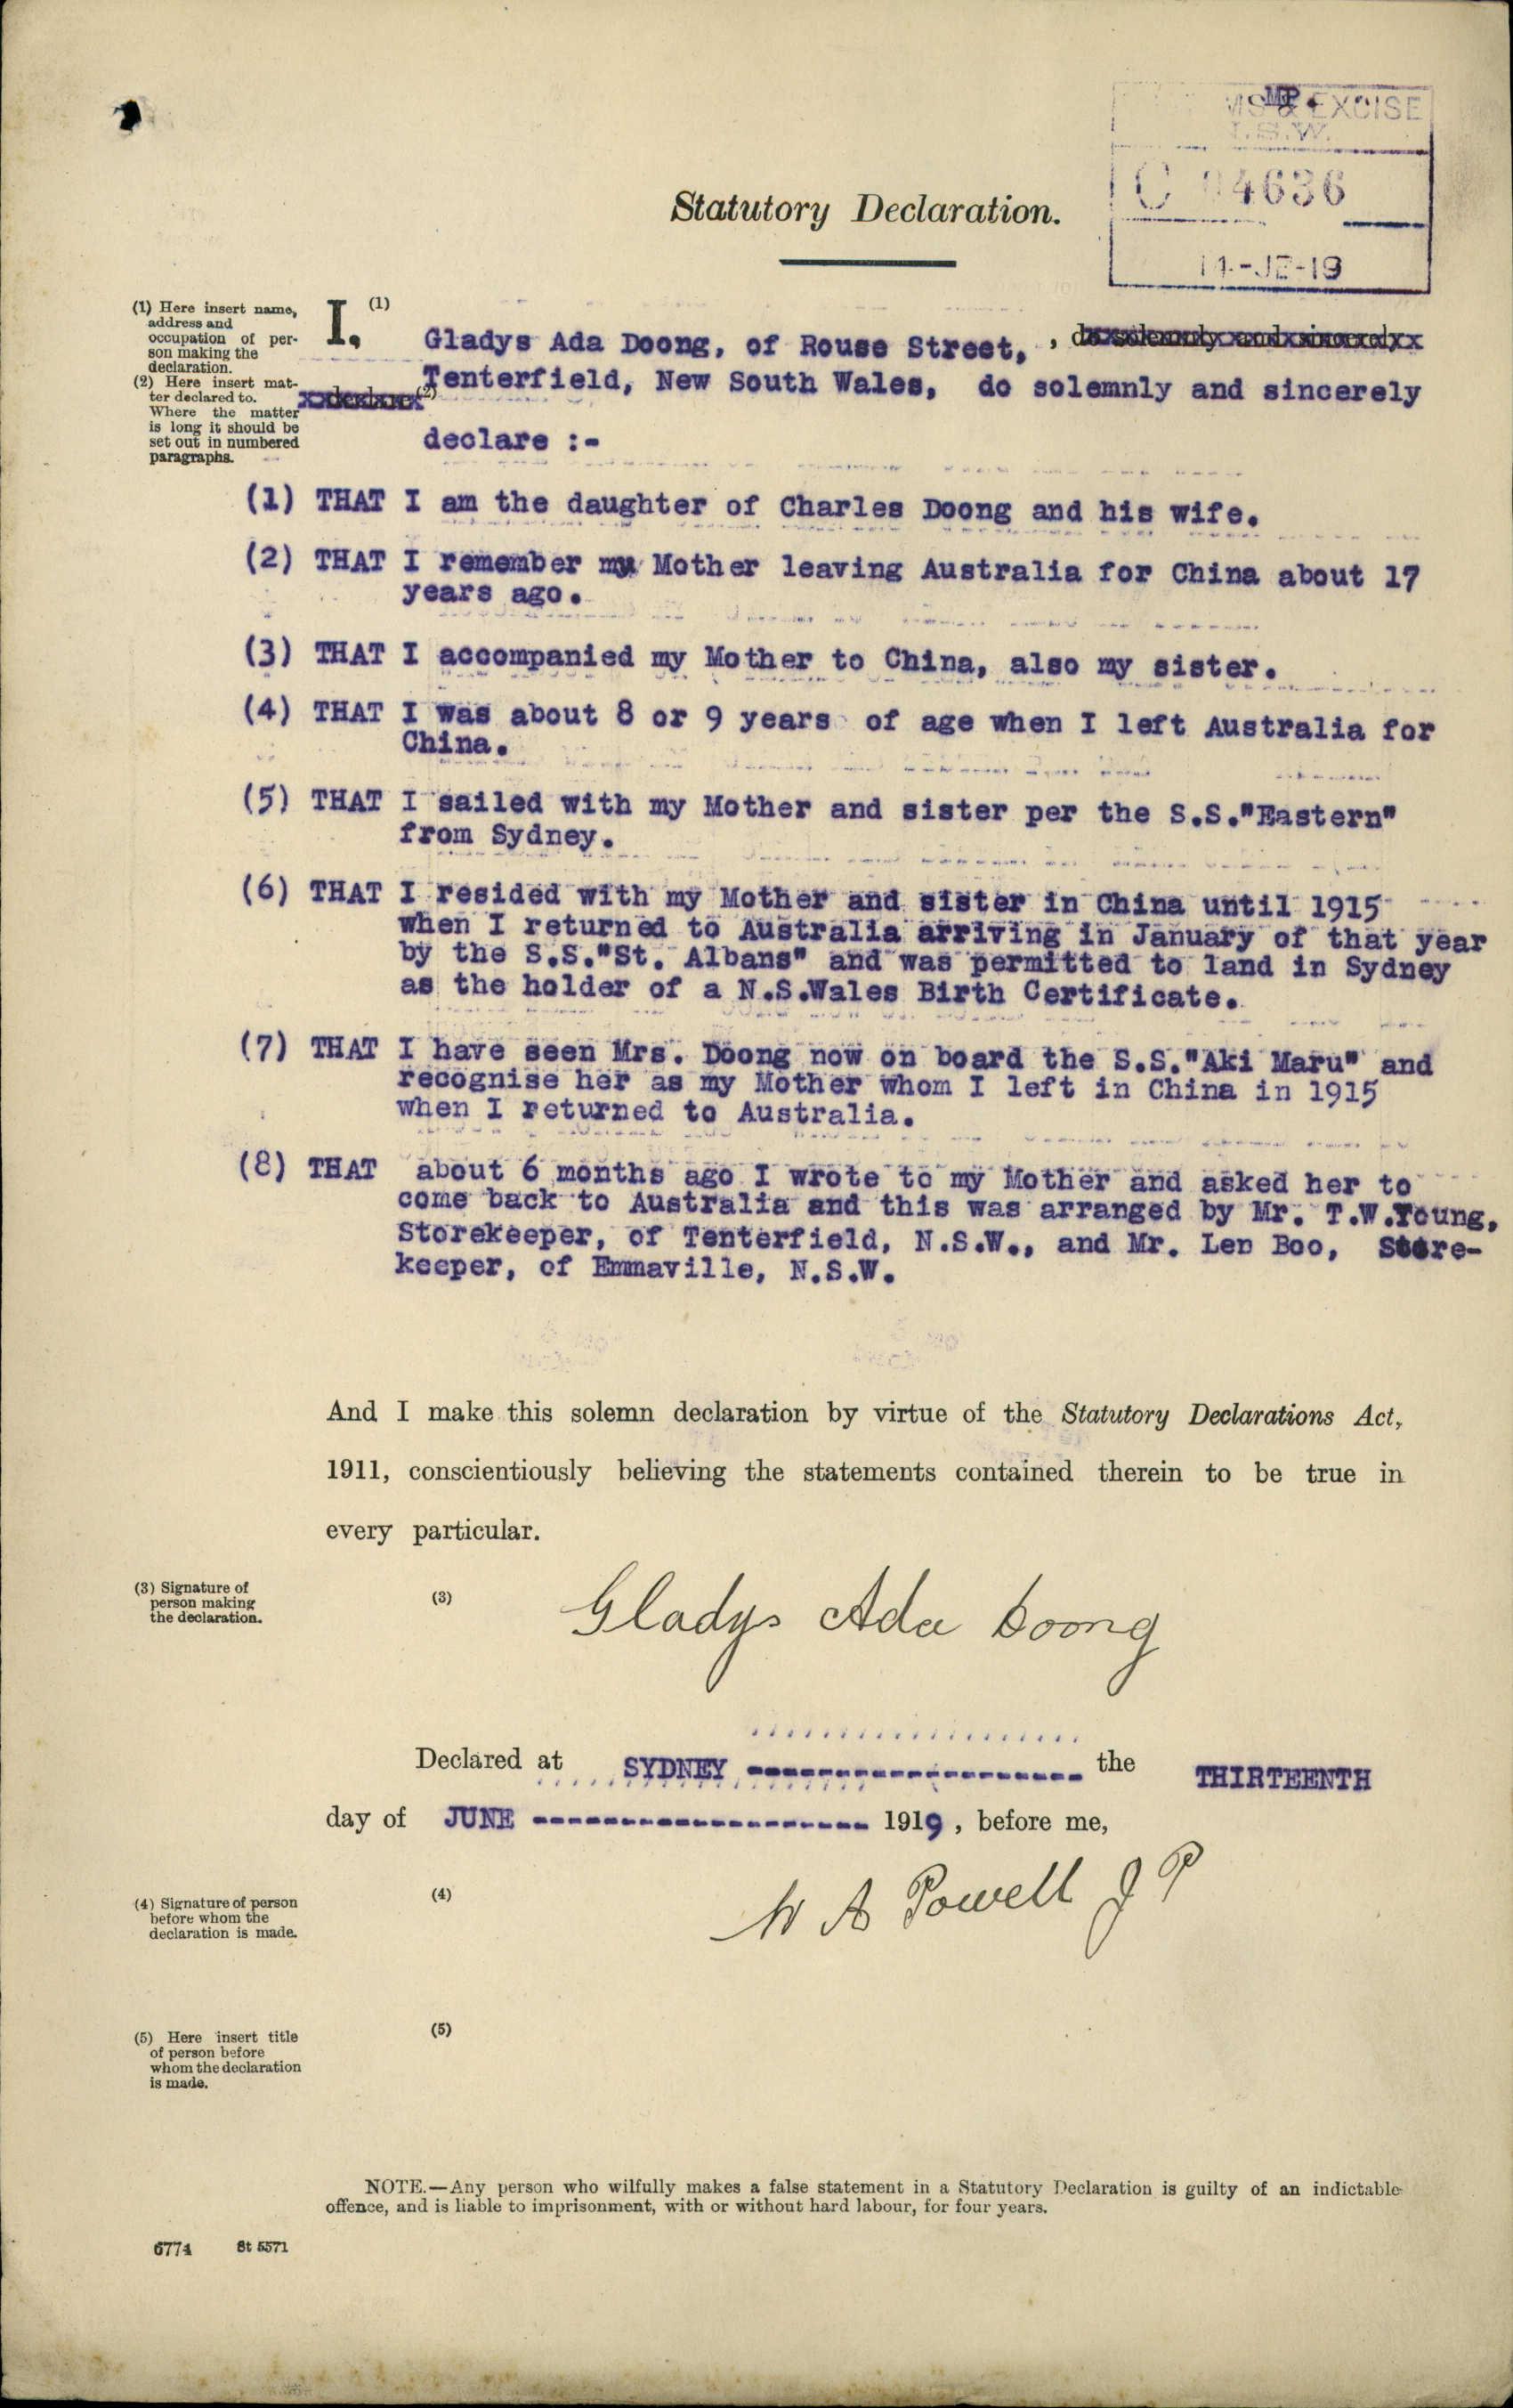 MP.
& EXCISE
.S.W.
C 4636
14-JE-19
Statutory Declaration.
(1) Here insert name,
address and
occupation of per-
son making the
declaration.
(2) Here insert mat-
ter declared to.
Where the matter
is long it should be
set out in numbered
paragraphs.
I, (1)
Gladys Ada Doong, of Rouse Street, , do solemnly and sincerely
declare (2) Tenterfield, New South Wales, do solemnly and sincerely
declare :-
(1) THAT I am the daughter of Charles Doong and his wife.
(2) THAT I remember my Mother leaving Australia for China about 17
years ago.
(3) THAT I accompanied my Mother to China, also my sister.
(4) THAT I was about 8 or 9 years of age when I left Australia for
China.
(5) THAT I sailed with my Mother and sister per the S.S."Eastern"
from Sydney.
(6) THAT I resided with my Mother and sister in China until 1915
when I returned to Australia arriving in January of that year
by the S.S."St. Albans" and was permitted to land in Sydney
as the holder of a N.S.Wales Birth Certificate.
(7) THAT I have seen Mrs. Doong now on board the S.S."Aki Maru" and
recognise her as my Mother whom I left in China in 1915
when I returned to Australia.
(8) THAT about 6 months ago I wrote to my Mother and asked her to
come back to Australia and this was arranged by Mr. T.W.Young,
Storekeeper, of Tenterfield, N.S.W., and Mr. Len Boo, Store-
keeper, of Emmaville, N.S.W.
And I make this solemn declaration by virtue of the Statutory Declarations Act,
1911, conscientiously believing the statements contained therein to be true in
every particular.
(3) Signature of
person making
the declaration.
(3) Gladys Ada Doong
Declared at SYDNEY -------------------- the THIRTEENTH
day of JUNE -------------------- 1919, before me,
(4) Signature of person
before whom the
declaration is made.
(4) W A Powell J P
(5) Here insert title
of person before
whom the declaration
is made.
(5)
NOTE.—Any person who wilfully makes a false statement in a Statutory Declaration is guilty of an indictable
offence, and is liable to imprisonment, with or without hard labour, for four years.
6774 St 5571